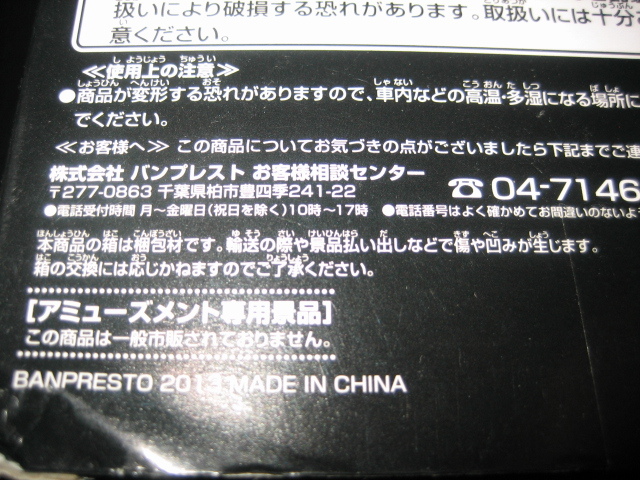 扱いにより破損する恐れがあります。取扱いには十分
意ください。
≪使用上の注意≫
●商品が変形する恐れがありますので、車内などの高温・多湿になる場所に
でください。
≪お客様へ≫ この商品についてお気づきの点がございましたら下記までご連
株式会社 バンプレスト お客様相談センター
〒277-0863 千葉県柏市豊四季241-22 ☎04-7146
●電話受付時間 月～金曜日(祝日を除く)10時～17時 ●電話番号はよく確かめてお間違いのないよう
本商品の箱は梱包材です。輸送の際や景品払い出しなどで傷や凹みが生じます。
箱の交換には応じかねますのでご了承ください。
[アミューズメント専用景品]
この商品は一般市販されておりません。
BANPRESTO 2013 MADE IN CHINA